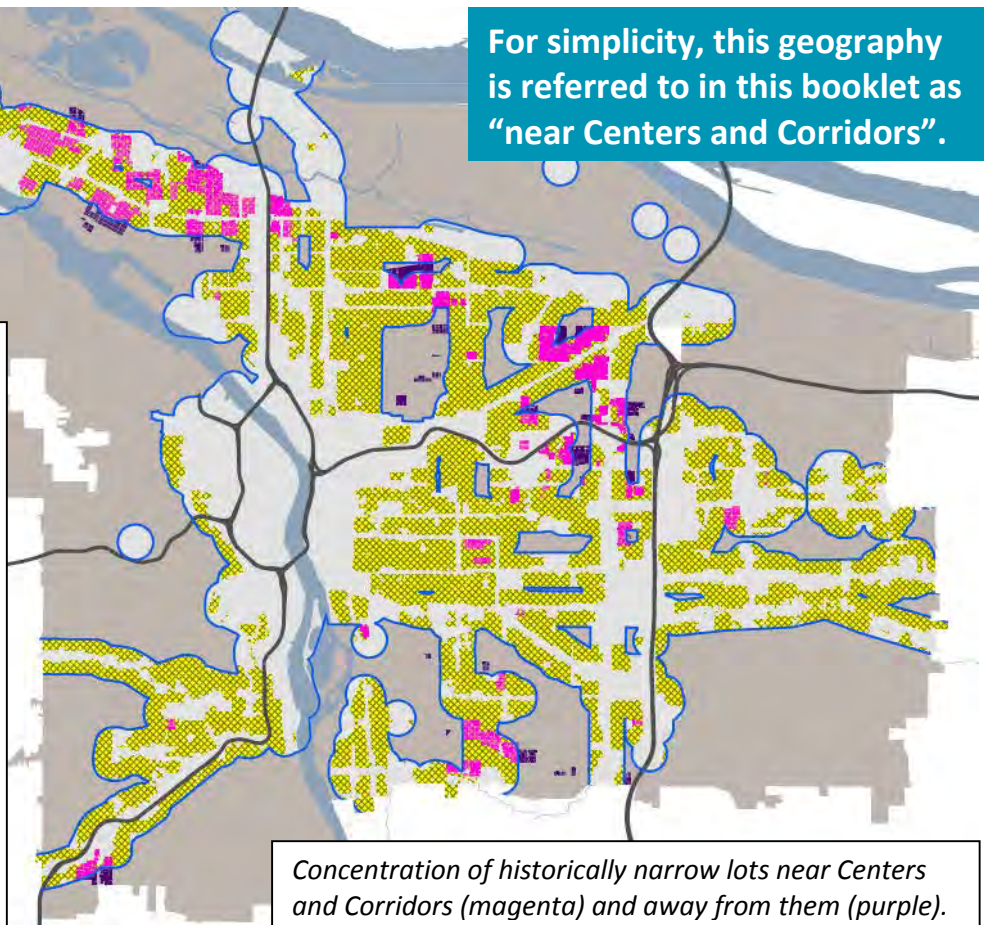 For simplicity, this geography
is referred to in this booklet as
“near Centers and Corridors”.
Concentration of historically narrow lots near Centers
and Corridors (magenta) and away from them (purple).